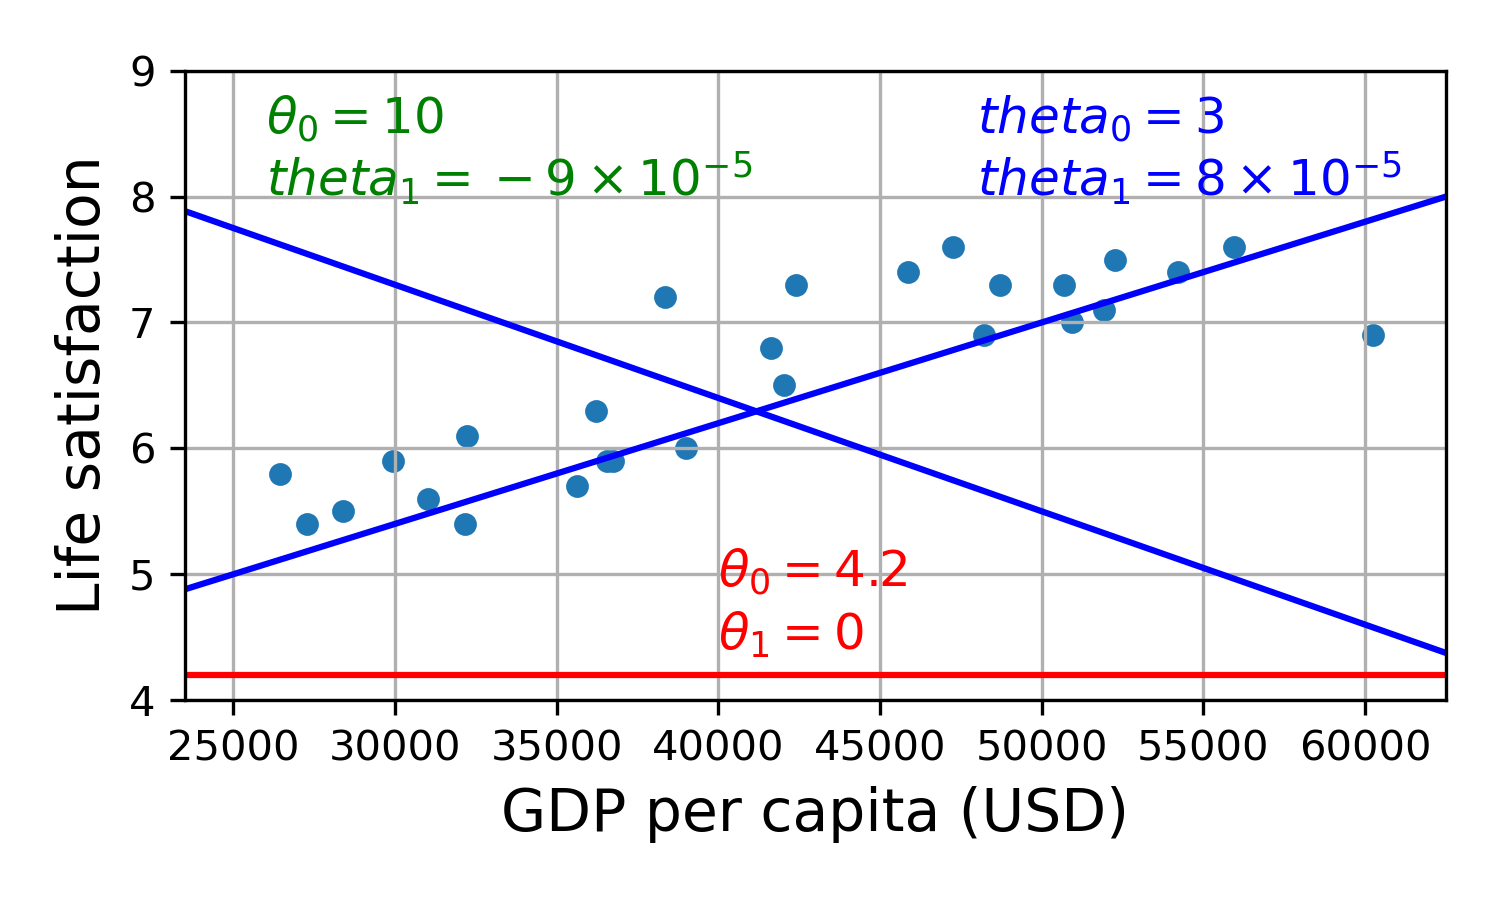 9
θ₀ = 10
theta₀ = 3
theta₁ = −9 × 10⁻⁵
theta₁ = 8 × 10⁻⁵
8
7
6
5
θ₀ = 4.2
θ₁ = 0
4
Life satisfaction
25000 30000 35000 40000 45000 50000 55000 60000
GDP per capita (USD)